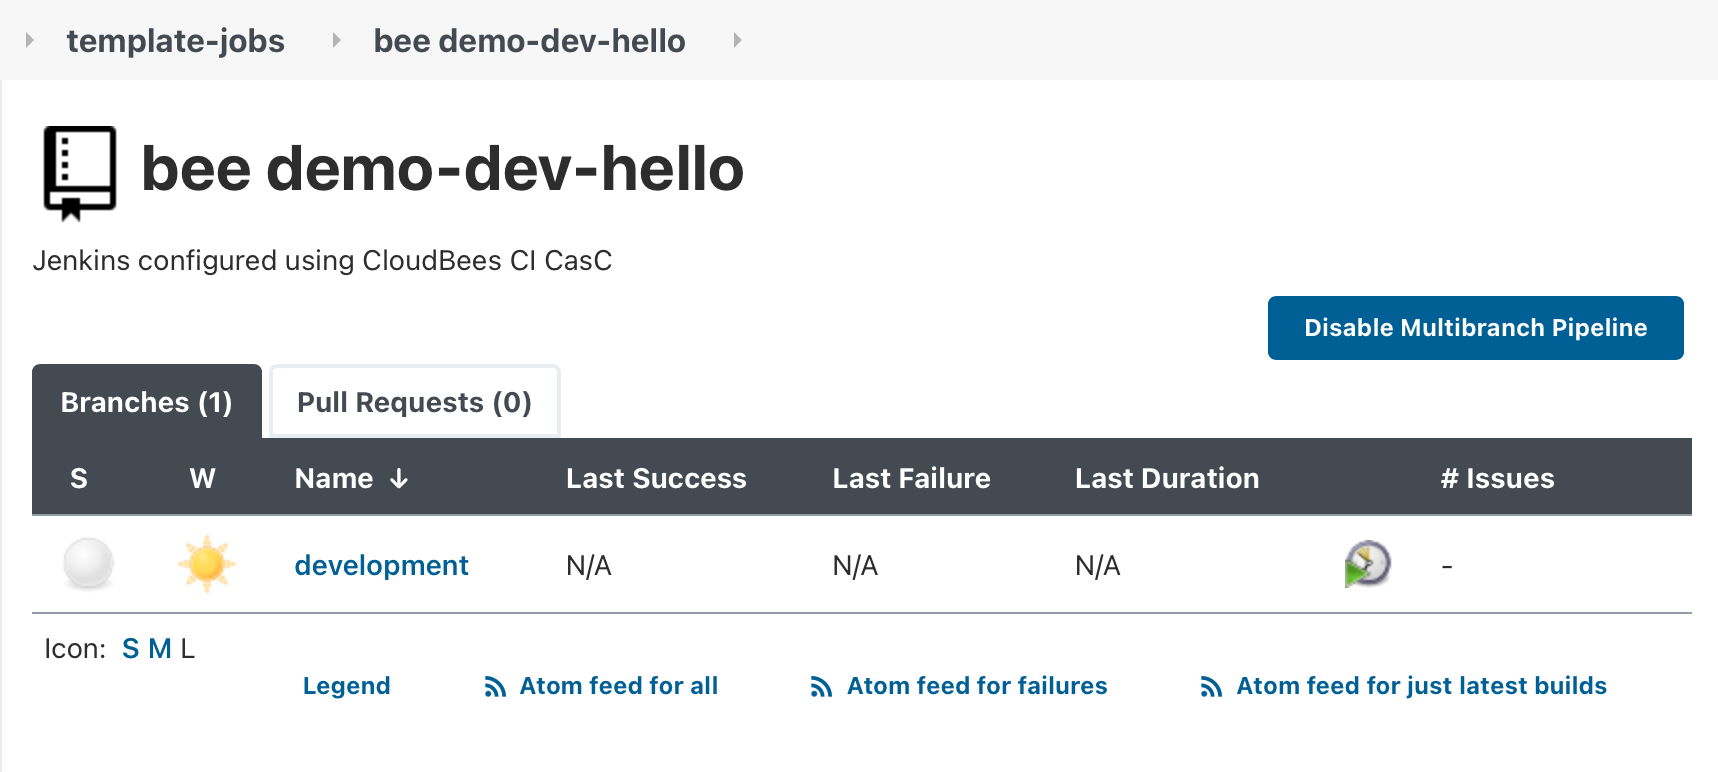 template-jobs bee demo-dev-hello
bee demo-dev-hello
Jenkins configured using CloudBees CI CasC
Disable Multibranch Pipeline
Branches (1) Pull Requests (0)
S W Name ↓ Last Success Last Failure Last Duration # Issues
development N/A N/A N/A -
Icon: S M L
Legend Atom feed for all Atom feed for failures Atom feed for just latest builds